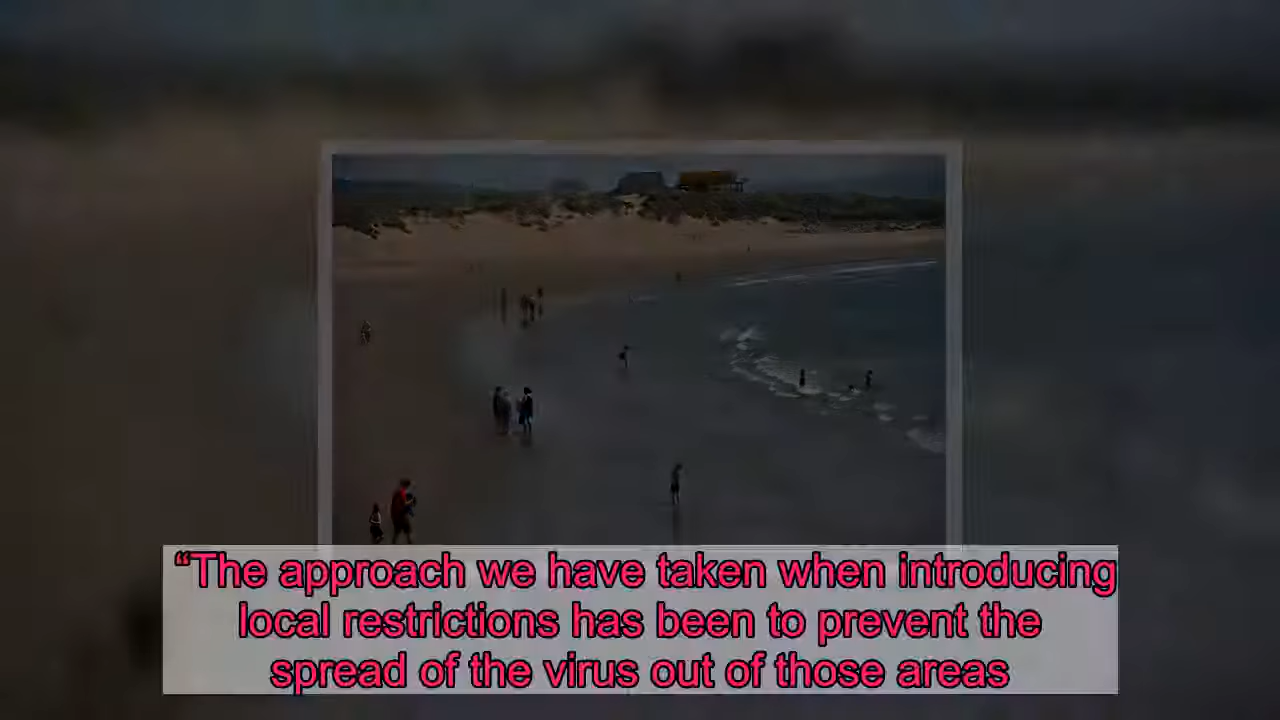 “The approach we have taken when introducing
local restrictions has been to prevent the
spread of the virus out of those areas